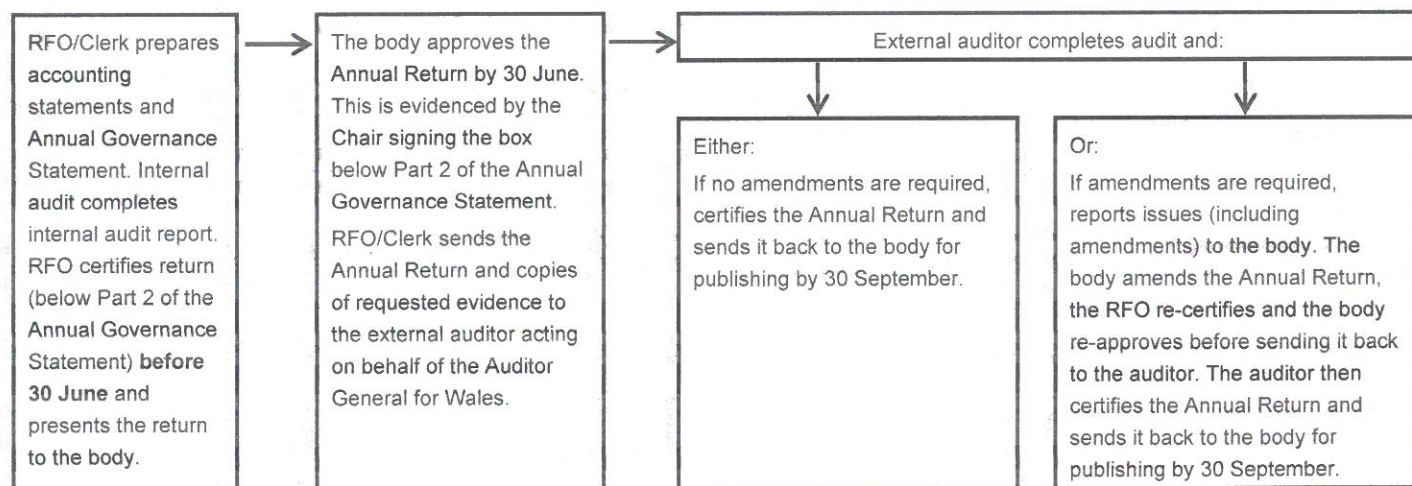 RFO/Clerk prepares
accounting
statements and
Annual Governance
Statement. Internal
audit completes
internal audit report.
RFO certifies return
(below Part 2 of the
Annual Governance
Statement) before
30 June and
presents the return
to the body.
The body approves the
Annual Return by 30 June.
This is evidenced by the
Chair signing the box
below Part 2 of the Annual
Governance Statement.
RFO/Clerk sends the
Annual Return and copies
of requested evidence to
the external auditor acting
on behalf of the Auditor
General for Wales.
External auditor completes audit and:
Either:
If no amendments are required,
certifies the Annual Return and
sends it back to the body for
publishing by 30 September.
Or:
If amendments are required,
reports issues (including
amendments) to the body. The
body amends the Annual Return,
the RFO re-certifies and the body
re-approves before sending it back
to the auditor. The auditor then
certifies the Annual Return and
sends it back to the body for
publishing by 30 September.